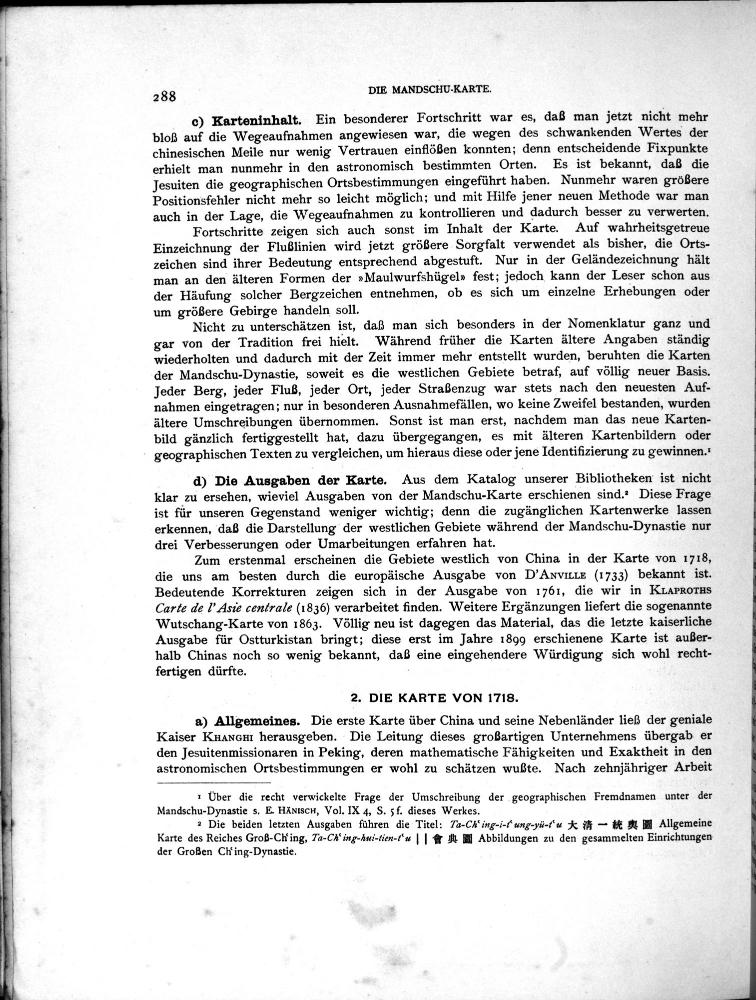 288
DIE MANDSCHU-KARTE.
c) Karteninhalt. Ein besonderer Fortschritt war es, daß man jetzt nicht mehr
bloß auf die Wegeaufnahmen angewiesen war, die wegen des schwankenden Wertes der
chinesischen Meile nur wenig Vertrauen einflößen konnten; denn entscheidende Fixpunkte
erhielt man nunmehr in den astronomisch bestimmten Orten. Es ist bekannt, daß die
Jesuiten die geographischen Ortsbestimmungen eingeführt haben. Nunmehr waren größere
Positionsfehler nicht mehr so leicht möglich; und mit Hilfe jener neuen Methode war man
auch in der Lage, die Wegeaufnahmen zu kontrollieren und dadurch besser zu verwerten.
Fortschritte zeigen sich auch sonst im Inhalt der Karte. Auf wahrheitsgetreue
Einzeichnung der Flußlinien wird jetzt größere Sorgfalt verwendet als bisher, die Orts-
zeichen sind ihrer Bedeutung entsprechend abgestuft. Nur in der Geländezeichnung hält
man an den älteren Formen der »Maulwurfshügel« fest; jedoch kann der Leser schon aus
der Häufung solcher Bergzeichen entnehmen, ob es sich um einzelne Erhebungen oder
um größere Gebirge handeln soll.
Nicht zu unterschätzen ist, daß man sich besonders in der Nomenklatur ganz und
gar von der Tradition frei hielt. Während früher die Karten ältere Angaben ständig
wiederholten und dadurch mit der Zeit immer mehr entstellt wurden, beruhten die Karten
der Mandschu-Dynastie, soweit es die westlichen Gebiete betraf, auf völlig neuer Basis.
Jeder Berg, jeder Fluß, jeder Ort, jeder Straßenzug war stets nach den neuesten Auf-
nahmen eingetragen; nur in besonderen Ausnahmefällen, wo keine Zweifel bestanden, wurden
ältere Umschreibungen übernommen. Sonst ist man erst, nachdem man das neue Karten-
bild gänzlich fertiggestellt hat, dazu übergegangen, es mit älteren Kartenbildern oder
geographischen Texten zu vergleichen, um hieraus diese oder jene Identifizierung zu gewinnen.¹
d) Die Ausgaben der Karte. Aus dem Katalog unserer Bibliotheken ist nicht
klar zu ersehen, wieviel Ausgaben von der Mandschu-Karte erschienen sind.² Diese Frage
ist für unseren Gegenstand weniger wichtig; denn die zugänglichen Kartenwerke lassen
erkennen, daß die Darstellung der westlichen Gebiete während der Mandschu-Dynastie nur
drei Verbesserungen oder Umarbeitungen erfahren hat.
Zum erstenmal erscheinen die Gebiete westlich von China in der Karte von 1718,
die uns am besten durch die europäische Ausgabe von D'ANVILLE (1733) bekannt ist.
Bedeutende Korrekturen zeigen sich in der Ausgabe von 1761, die wir in KLAPROTHS
Carte de l'Asie centrale (1836) verarbeitet finden. Weitere Ergänzungen liefert die sogenannte
Wutschang-Karte von 1863. Völlig neu ist dagegen das Material, das die letzte kaiserliche
Ausgabe für Ostturkistan bringt; diese erst im Jahre 1899 erschienene Karte ist außer-
halb Chinas noch so wenig bekannt, daß eine eingehendere Würdigung sich wohl recht-
fertigen dürfte.
2. DIE KARTE VON 1718.
a) Allgemeines. Die erste Karte über China und seine Nebenländer ließ der geniale
Kaiser KHANGHI herausgeben. Die Leitung dieses großartigen Unternehmens übergab er
den Jesuitenmissionaren in Peking, deren mathematische Fähigkeiten und Exaktheit in den
astronomischen Ortsbestimmungen er wohl zu schätzen wußte. Nach zehnjähriger Arbeit
¹ Über die recht verwickelte Frage der Umschreibung der geographischen Fremdnamen unter der
Mandschu-Dynastie s. E. HÄNISCH, Vol. IX 4, S. 5 f. dieses Werkes.
² Die beiden letzten Ausgaben führen die Titel: Ta-Ch'ing-i-t'ung-yü-t'u 大清一統輿圖 Allgemeine
Karte des Reiches Groß-Ch'ing, Ta-Ch'ing-hui-tien-t'u | | 會典圖 Abbildungen zu den gesammelten Einrichtungen
der Großen Ch'ing-Dynastie.